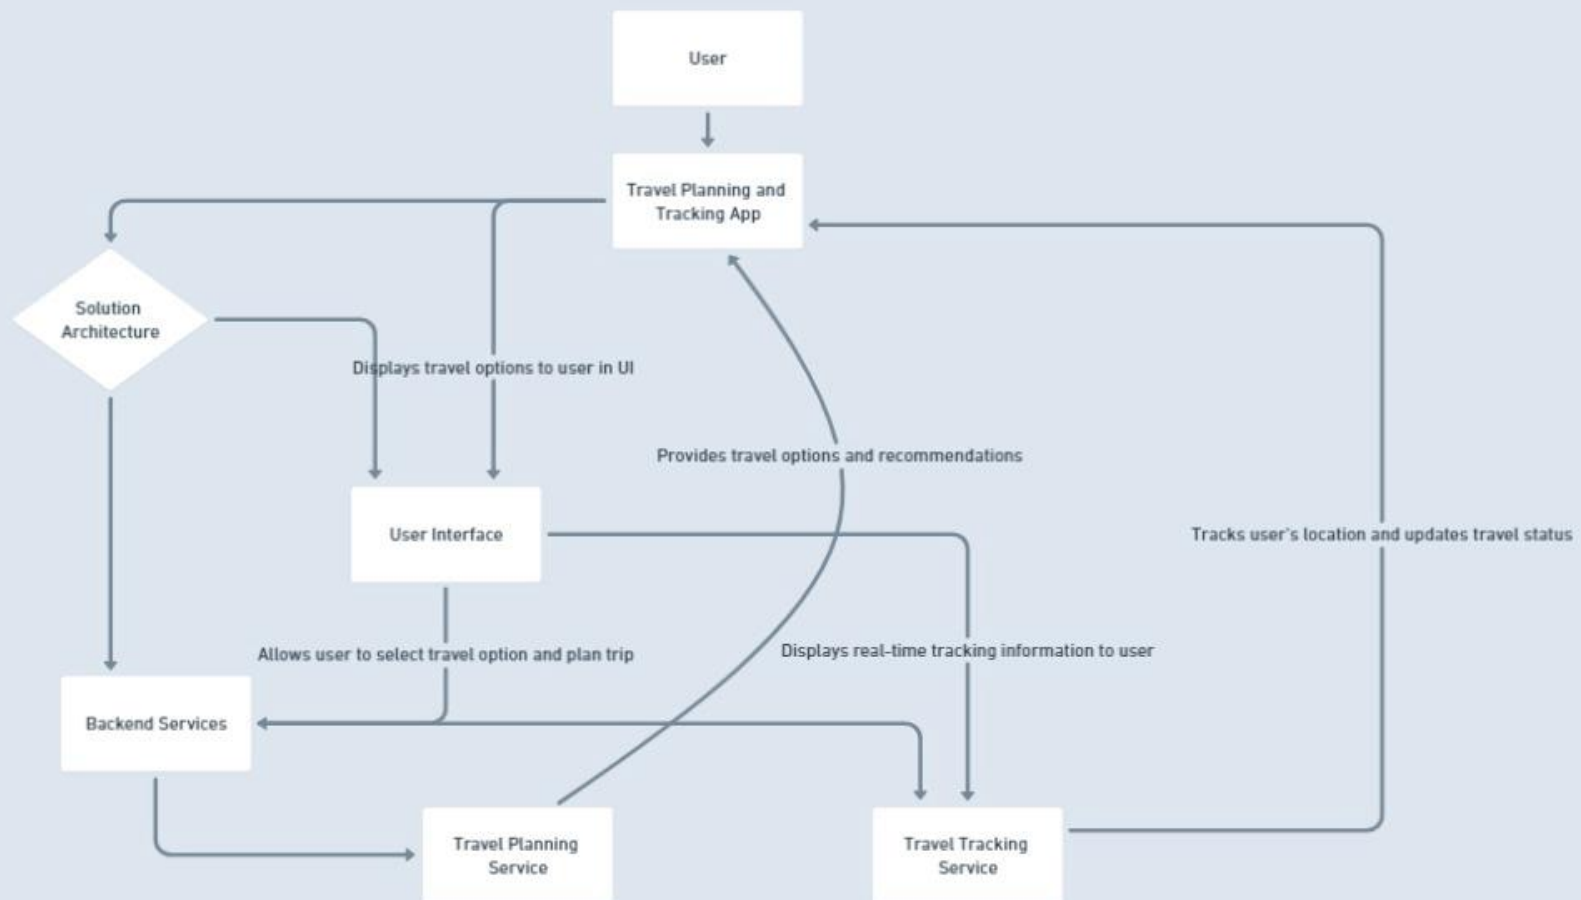 User
Travel Planning and
Tracking App
Solution
Architecture
Displays travel options to user in UI
Provides travel options and recommendations
User Interface
Tracks user's location and updates travel status
Allows user to select travel option and plan trip
Displays real-time tracking information to user
Backend Services
Travel Planning
Service
Travel Tracking
Service